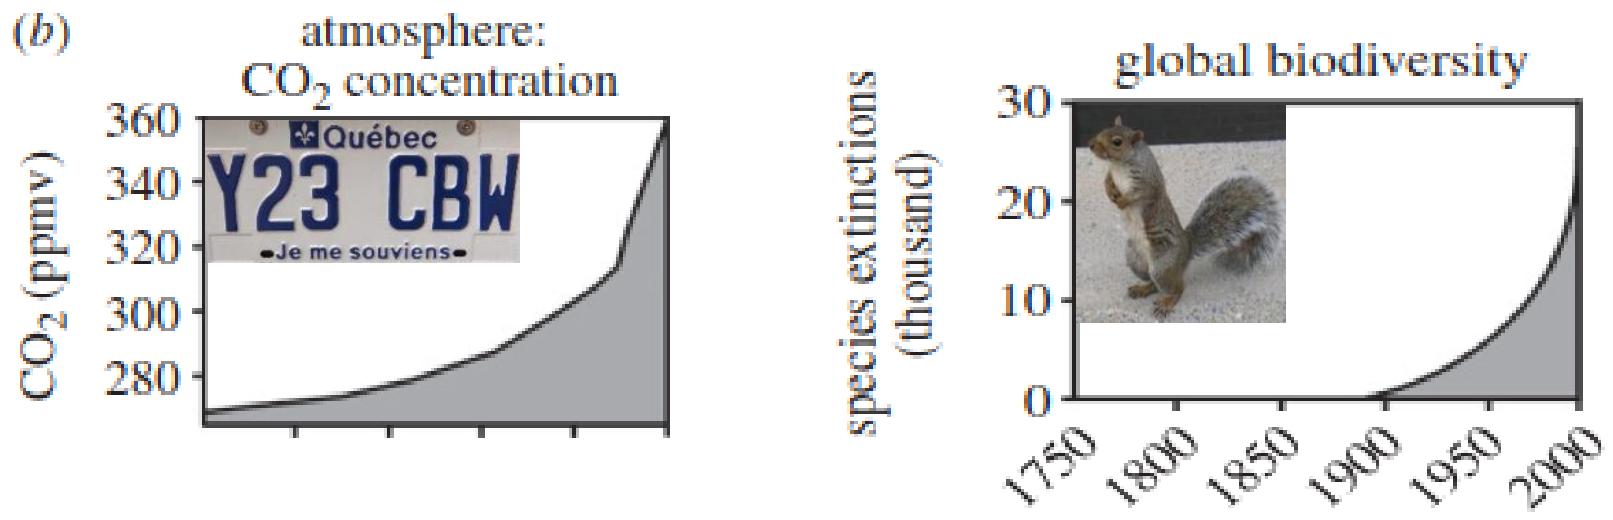 (b)
atmosphere:
CO₂ concentration
CO₂ (ppmv)
360
340
320
300
280
Québec
Y23 CBW
Je me souviens
global biodiversity
species extinctions
(thousand)
30
20
10
0
1750 1800 1850 1900 1950 2000